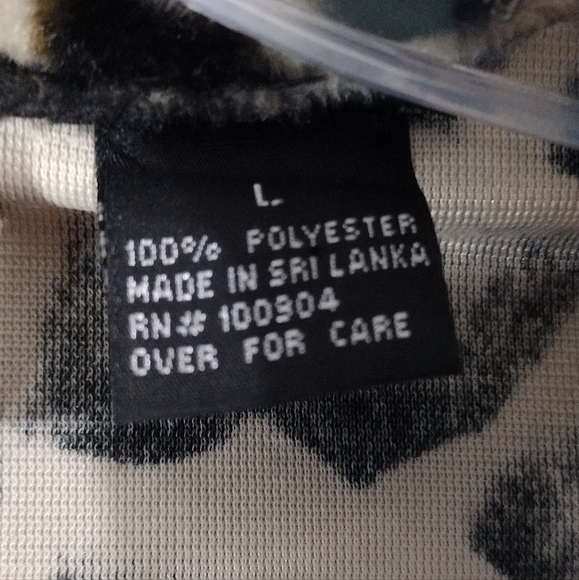 L
100% POLYESTER
MADE IN SRI LANKA
RN# 100904
OVER FOR CARE